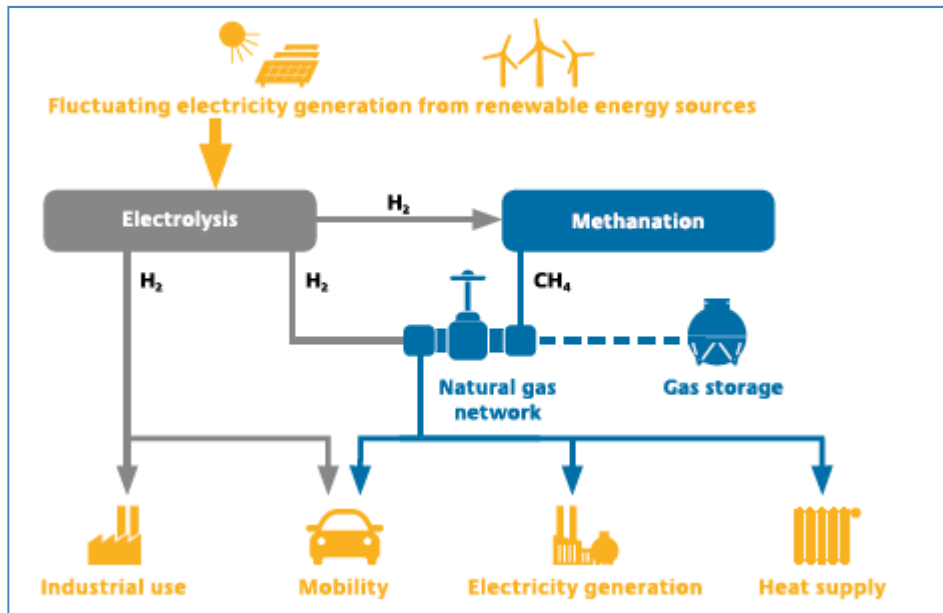 Fluctuating electricity generation from renewable energy sources
Electrolysis
H₂
Methanation
H₂
H₂
CH₄
Natural gas
network
Gas storage
Industrial use
Mobility
Electricity generation
Heat supply